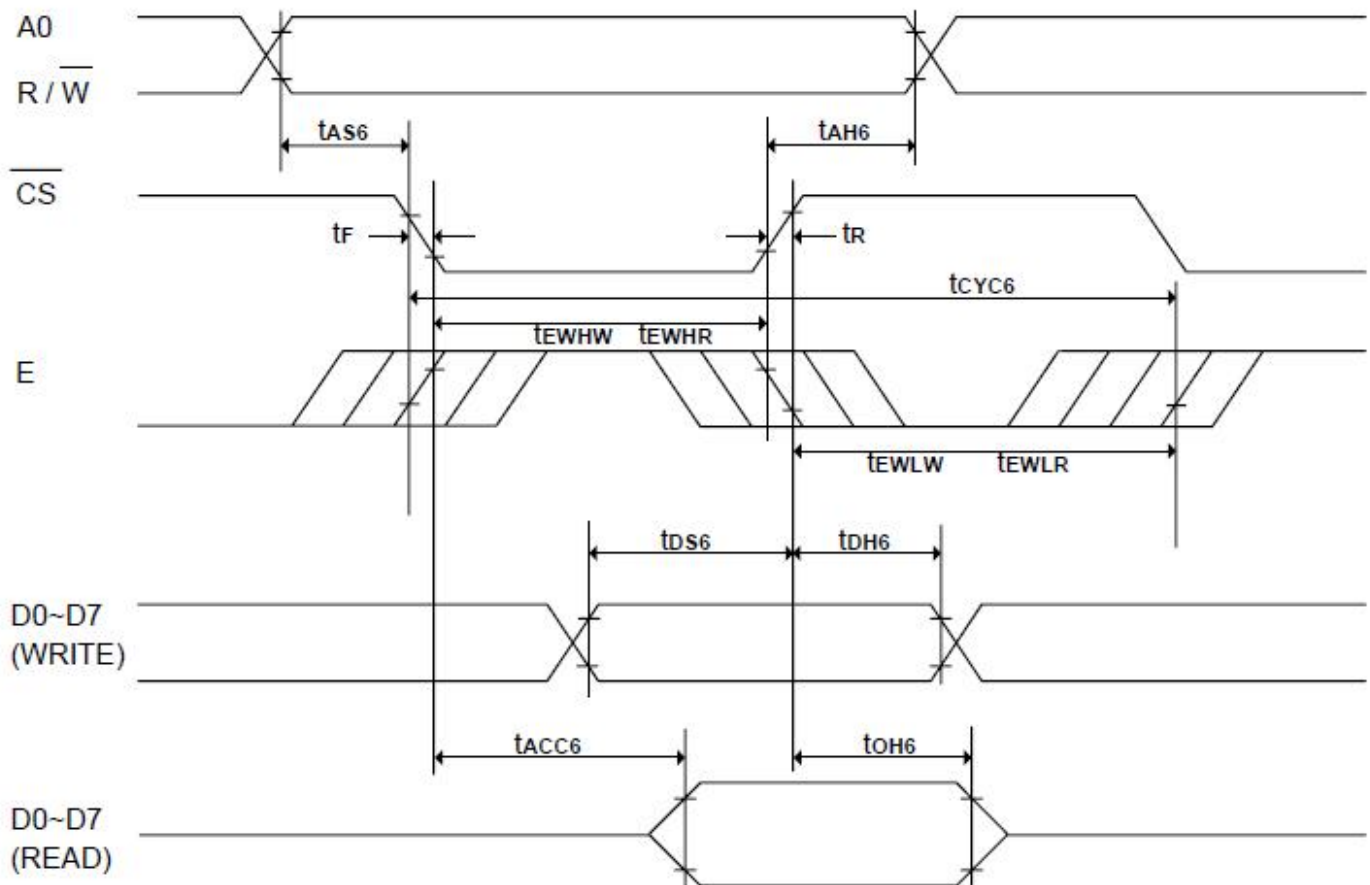 A0
R / W
tAS6
tAH6
CS
tF
tR
tCYC6
tEWHW tEWHR
E
tEWLW tEWLR
tDS6
tDH6
D0~D7
(WRITE)
tACC6
tOH6
D0~D7
(READ)